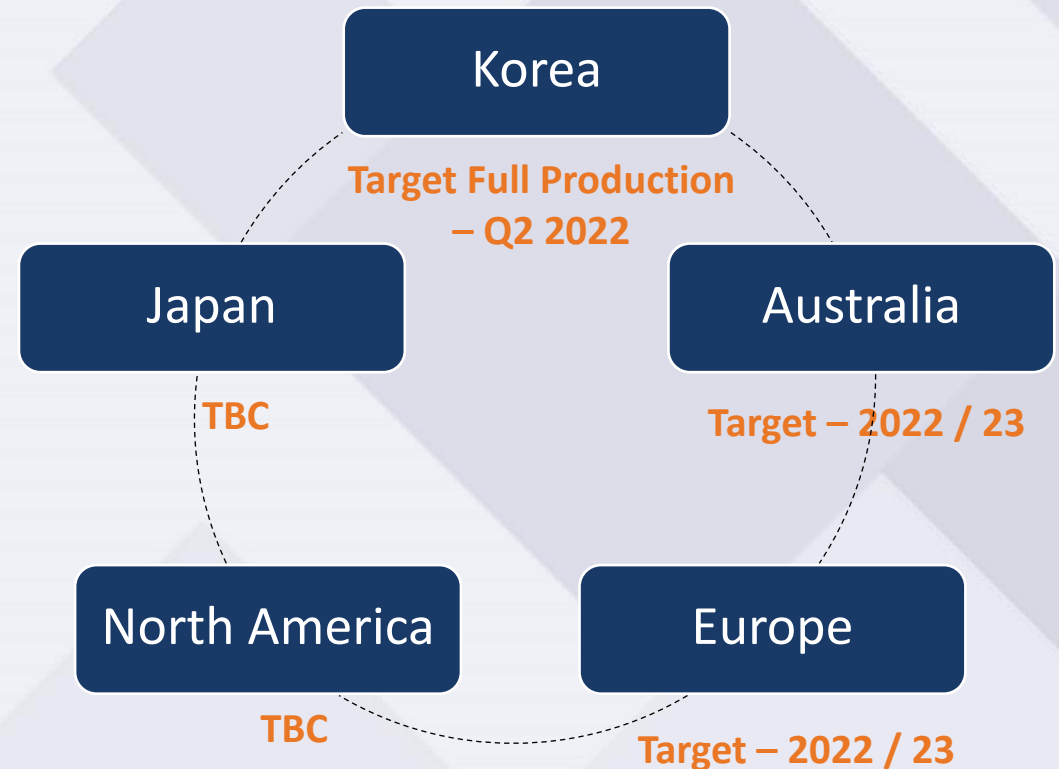 Korea
Target Full Production
– Q2 2022
Japan
Australia
TBC
Target – 2022 / 23
North America
Europe
TBC
Target – 2022 / 23